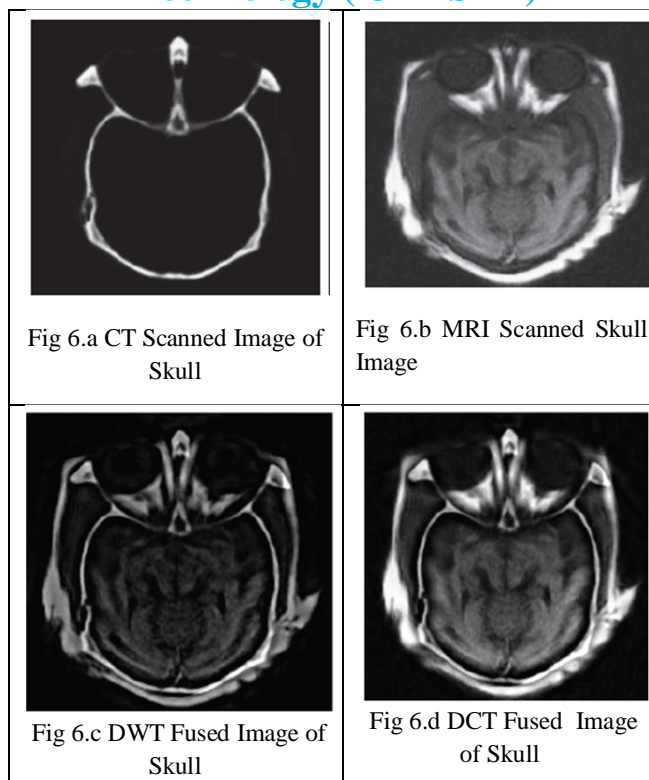 Fig 6.a CT Scanned Image of
Skull
Fig 6.b MRI Scanned Skull
Image
Fig 6.c DWT Fused Image of
Skull
Fig 6.d DCT Fused Image
of Skull